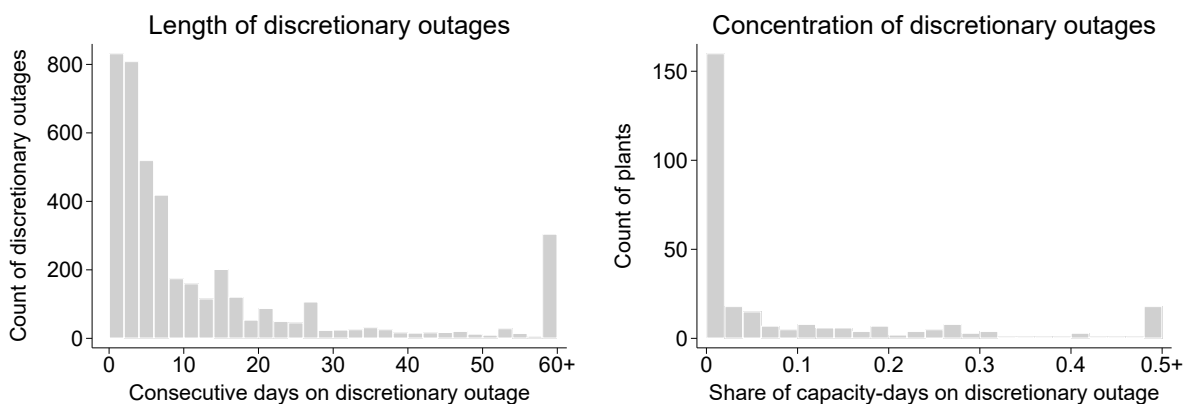 Length of discretionary outages
Count of discretionary outages
800
600
400
200
0
0 10 20 30 40 50 60+
Consecutive days on discretionary outage
Concentration of discretionary outages
Count of plants
150
100
50
0
0 0.1 0.2 0.3 0.4 0.5+
Share of capacity-days on discretionary outage